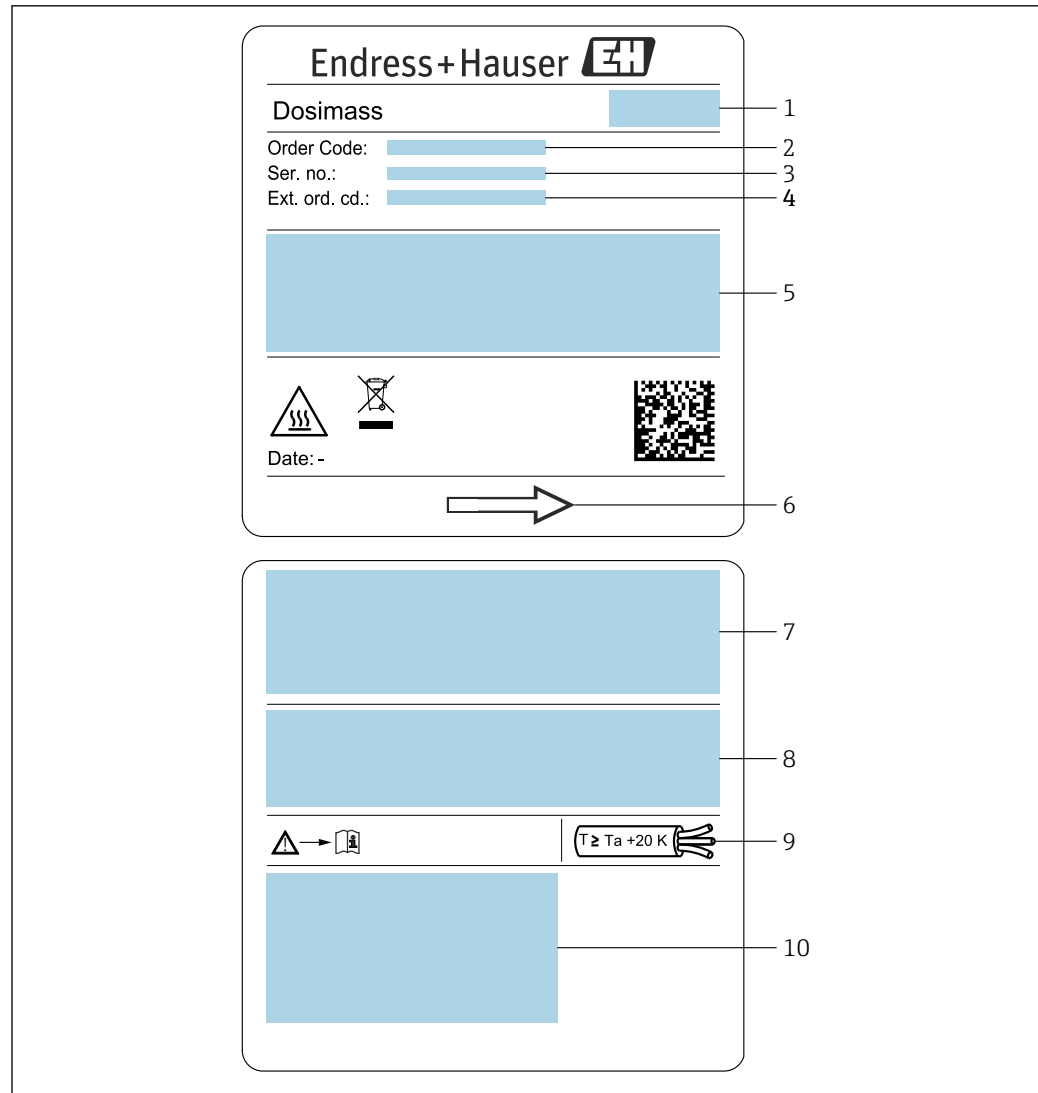 Endress+Hauser EH
Dosimass
1
Order Code:
2
Ser. no.:
3
Ext. ord. cd.:
4
5
Date: -
6
7
8
T ≥ Ta +20 K
9
10